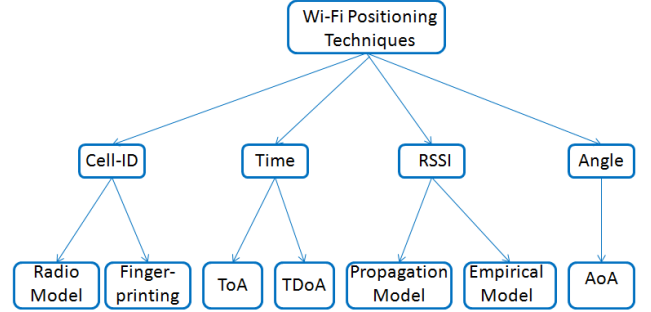 Wi-Fi Positioning
Techniques
Cell-ID
Time
RSSI
Angle
Radio
Model
Finger-
printing
ToA
TDoA
Propagation
Model
Empirical
Model
AoA